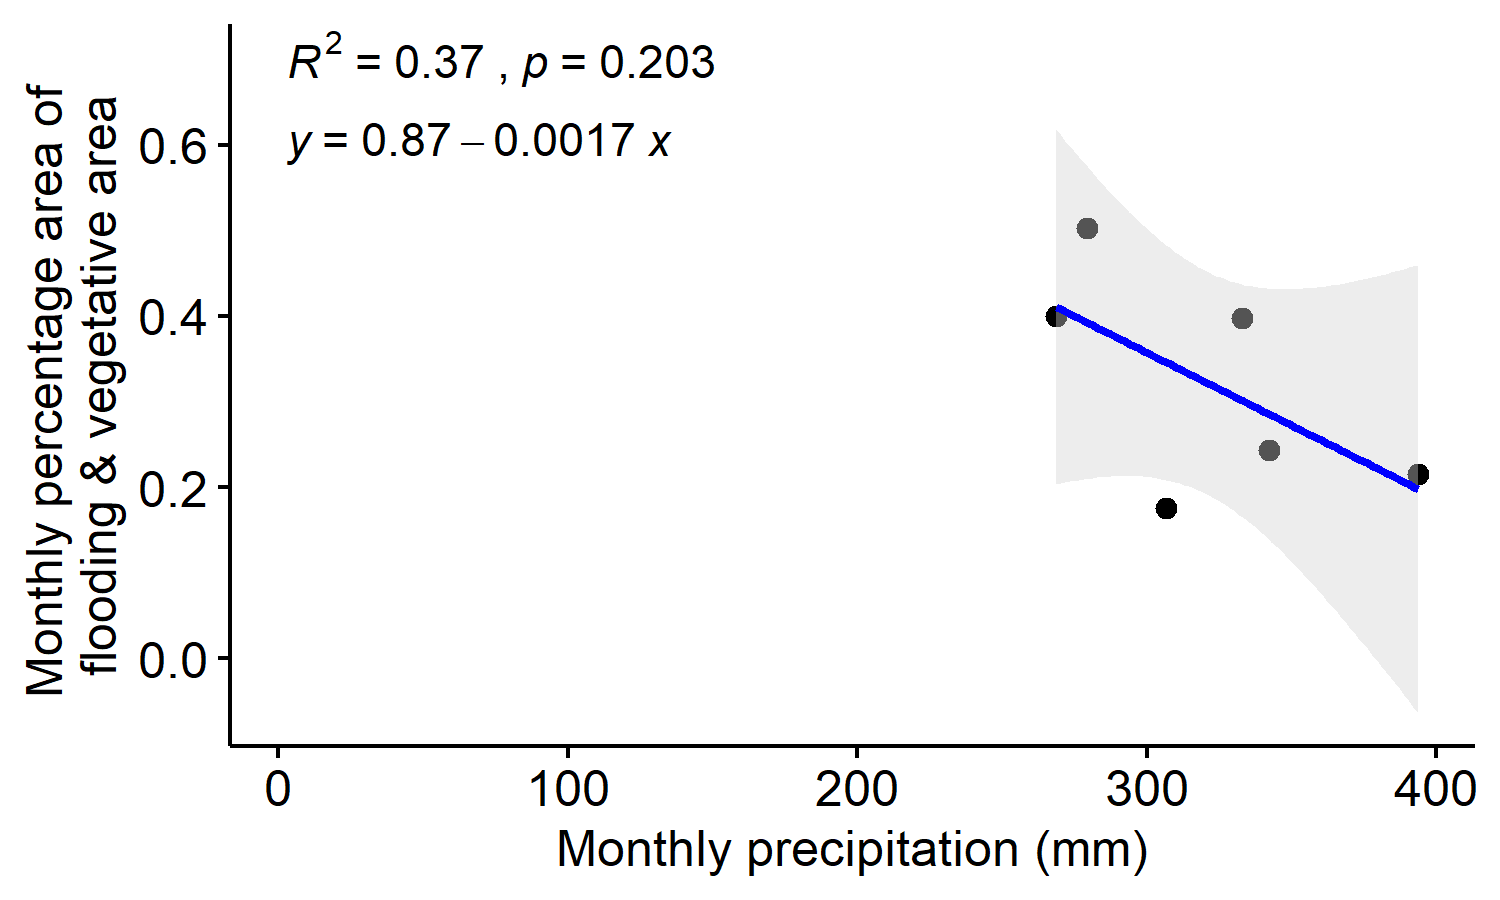 R² = 0.37 , p = 0.203
y = 0.87 − 0.0017 x
Monthly percentage area of
flooding & vegetative area
0.6
0.4
0.2
0.0
0 100 200 300 400
Monthly precipitation (mm)